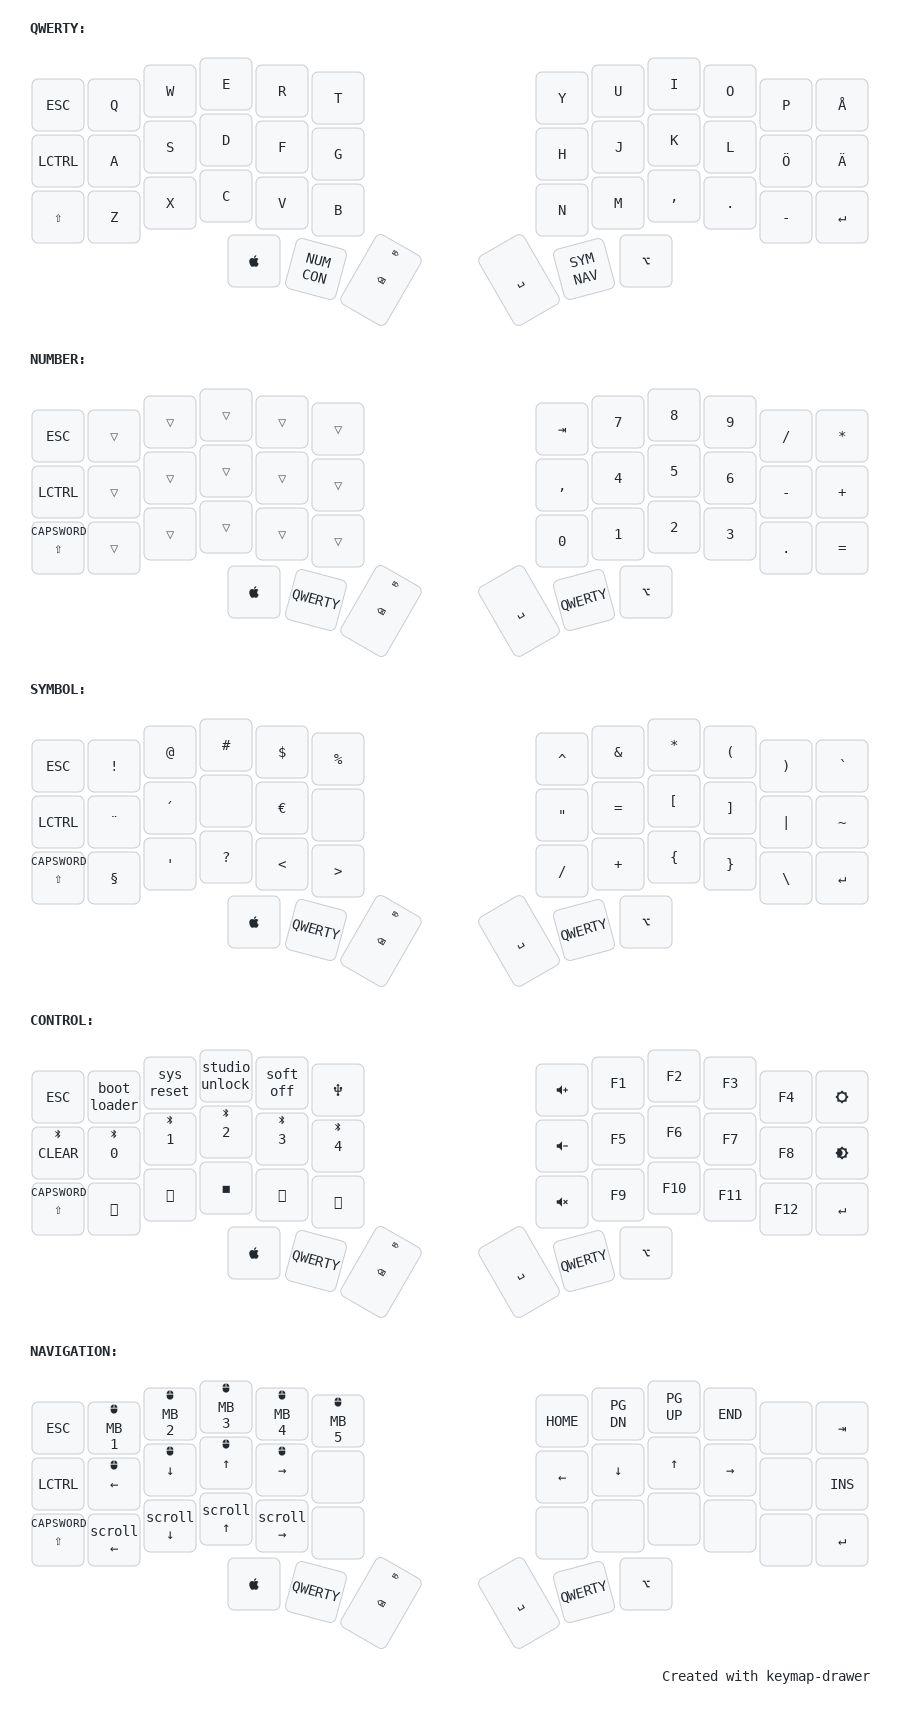 QWERTY:
ESC Q W E R T Y U I O P Å
LCTRL A S D F G H J K L Ö Ä
⇧ Z X C V B N M , . - ↵
NUM CON ⌫ ␣ SYM NAV ⌥
NUMBER:
ESC ▽ ▽ ▽ ▽ ▽ ⇥ 7 8 9 / *
LCTRL ▽ ▽ ▽ ▽ ▽ , 4 5 6 - +
CAPSWORD
⇧ ▽ ▽ ▽ ▽ ▽ 0 1 2 3 . =
QWERTY ␣ QWERTY ⌥
SYMBOL:
ESC ! @ # $ % ^ & * ( ) `
LCTRL ¨ ´ € " = [ ] | ~
CAPSWORD
⇧ § ' ? < > / + { } \ ↵
QWERTY ␣ QWERTY ⌥
CONTROL:
ESC boot loader sys reset studio unlock soft off F1 F2 F3 F4
CLEAR 0 1 2 3 4 F5 F6 F7 F8
CAPSWORD
⇧ ■ F9 F10 F11 F12 ↵
QWERTY ␣ QWERTY ⌥
NAVIGATION:
ESC MB 1 MB 2 MB 3 MB 4 MB 5 HOME PG DN PG UP END ⇥
LCTRL ← ↓ ↑ → ← ↓ ↑ → INS
CAPSWORD
⇧ scroll ← scroll ↓ scroll ↑ scroll → ↵
QWERTY ␣ QWERTY ⌥
Created with keymap-drawer